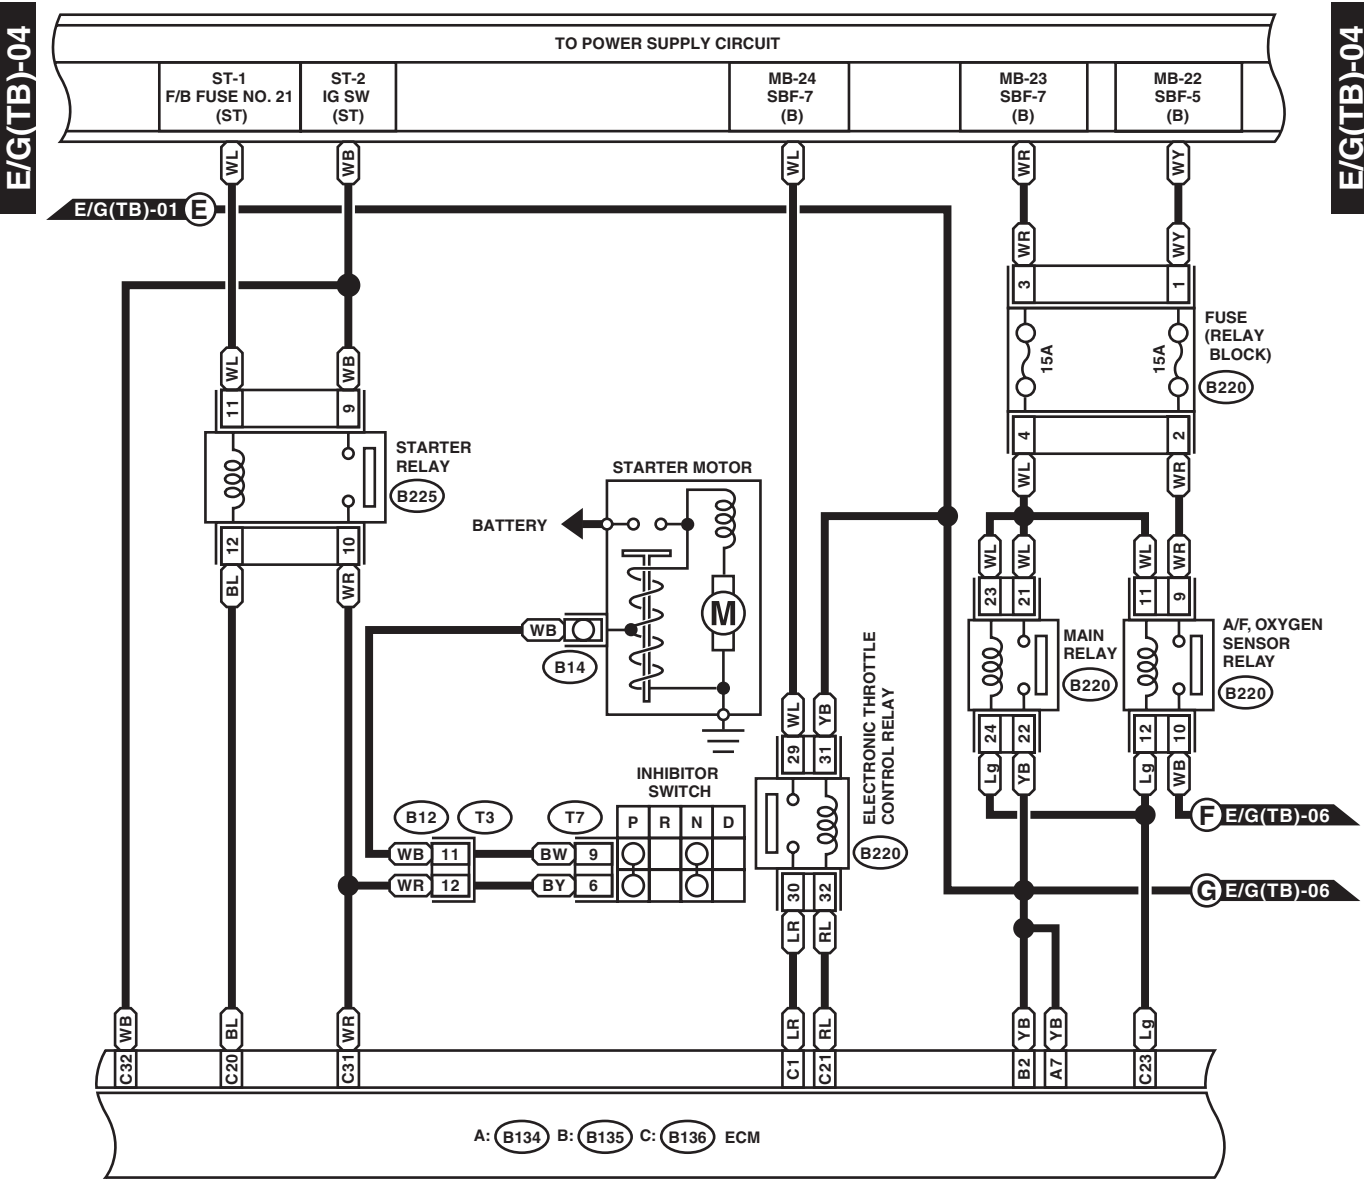 E/G(TB)-04
E/G(TB)-04
TO POWER SUPPLY CIRCUIT
ST-1
F/B FUSE NO. 21
(ST)
ST-2
IG SW
(ST)
MB-24
SBF-7
(B)
MB-23
SBF-7
(B)
MB-22
SBF-5
(B)
WL
WB
WL
WR
WY
E/G(TB)-01
E
WR
WY
3
1
FUSE
(RELAY
BLOCK)
B220
15A
15A
4
2
WL
WR
WL
WB
11
9
STARTER
RELAY
B225
12
10
BL
WR
STARTER MOTOR
BATTERY
M
WB
B14
WL
WL
WL
WR
23
21
11
9
MAIN
RELAY
B220
A/F, OXYGEN
SENSOR
RELAY
B220
24
22
12
10
Lg
YB
Lg
WB
WL
YB
29
31
ELECTRONIC THROTTLE
CONTROL RELAY
B220
30
32
LR
RL
INHIBITOR
SWITCH
B12
T3
T7
P
R
N
D
WB
11
BW
9
WR
12
BY
6
F
E/G(TB)-06
G
E/G(TB)-06
WB
BL
WR
LR
RL
YB
YB
Lg
C32
C20
C31
C1
C21
B2
A7
C23
A: B134 B: B135 C: B136 ECM